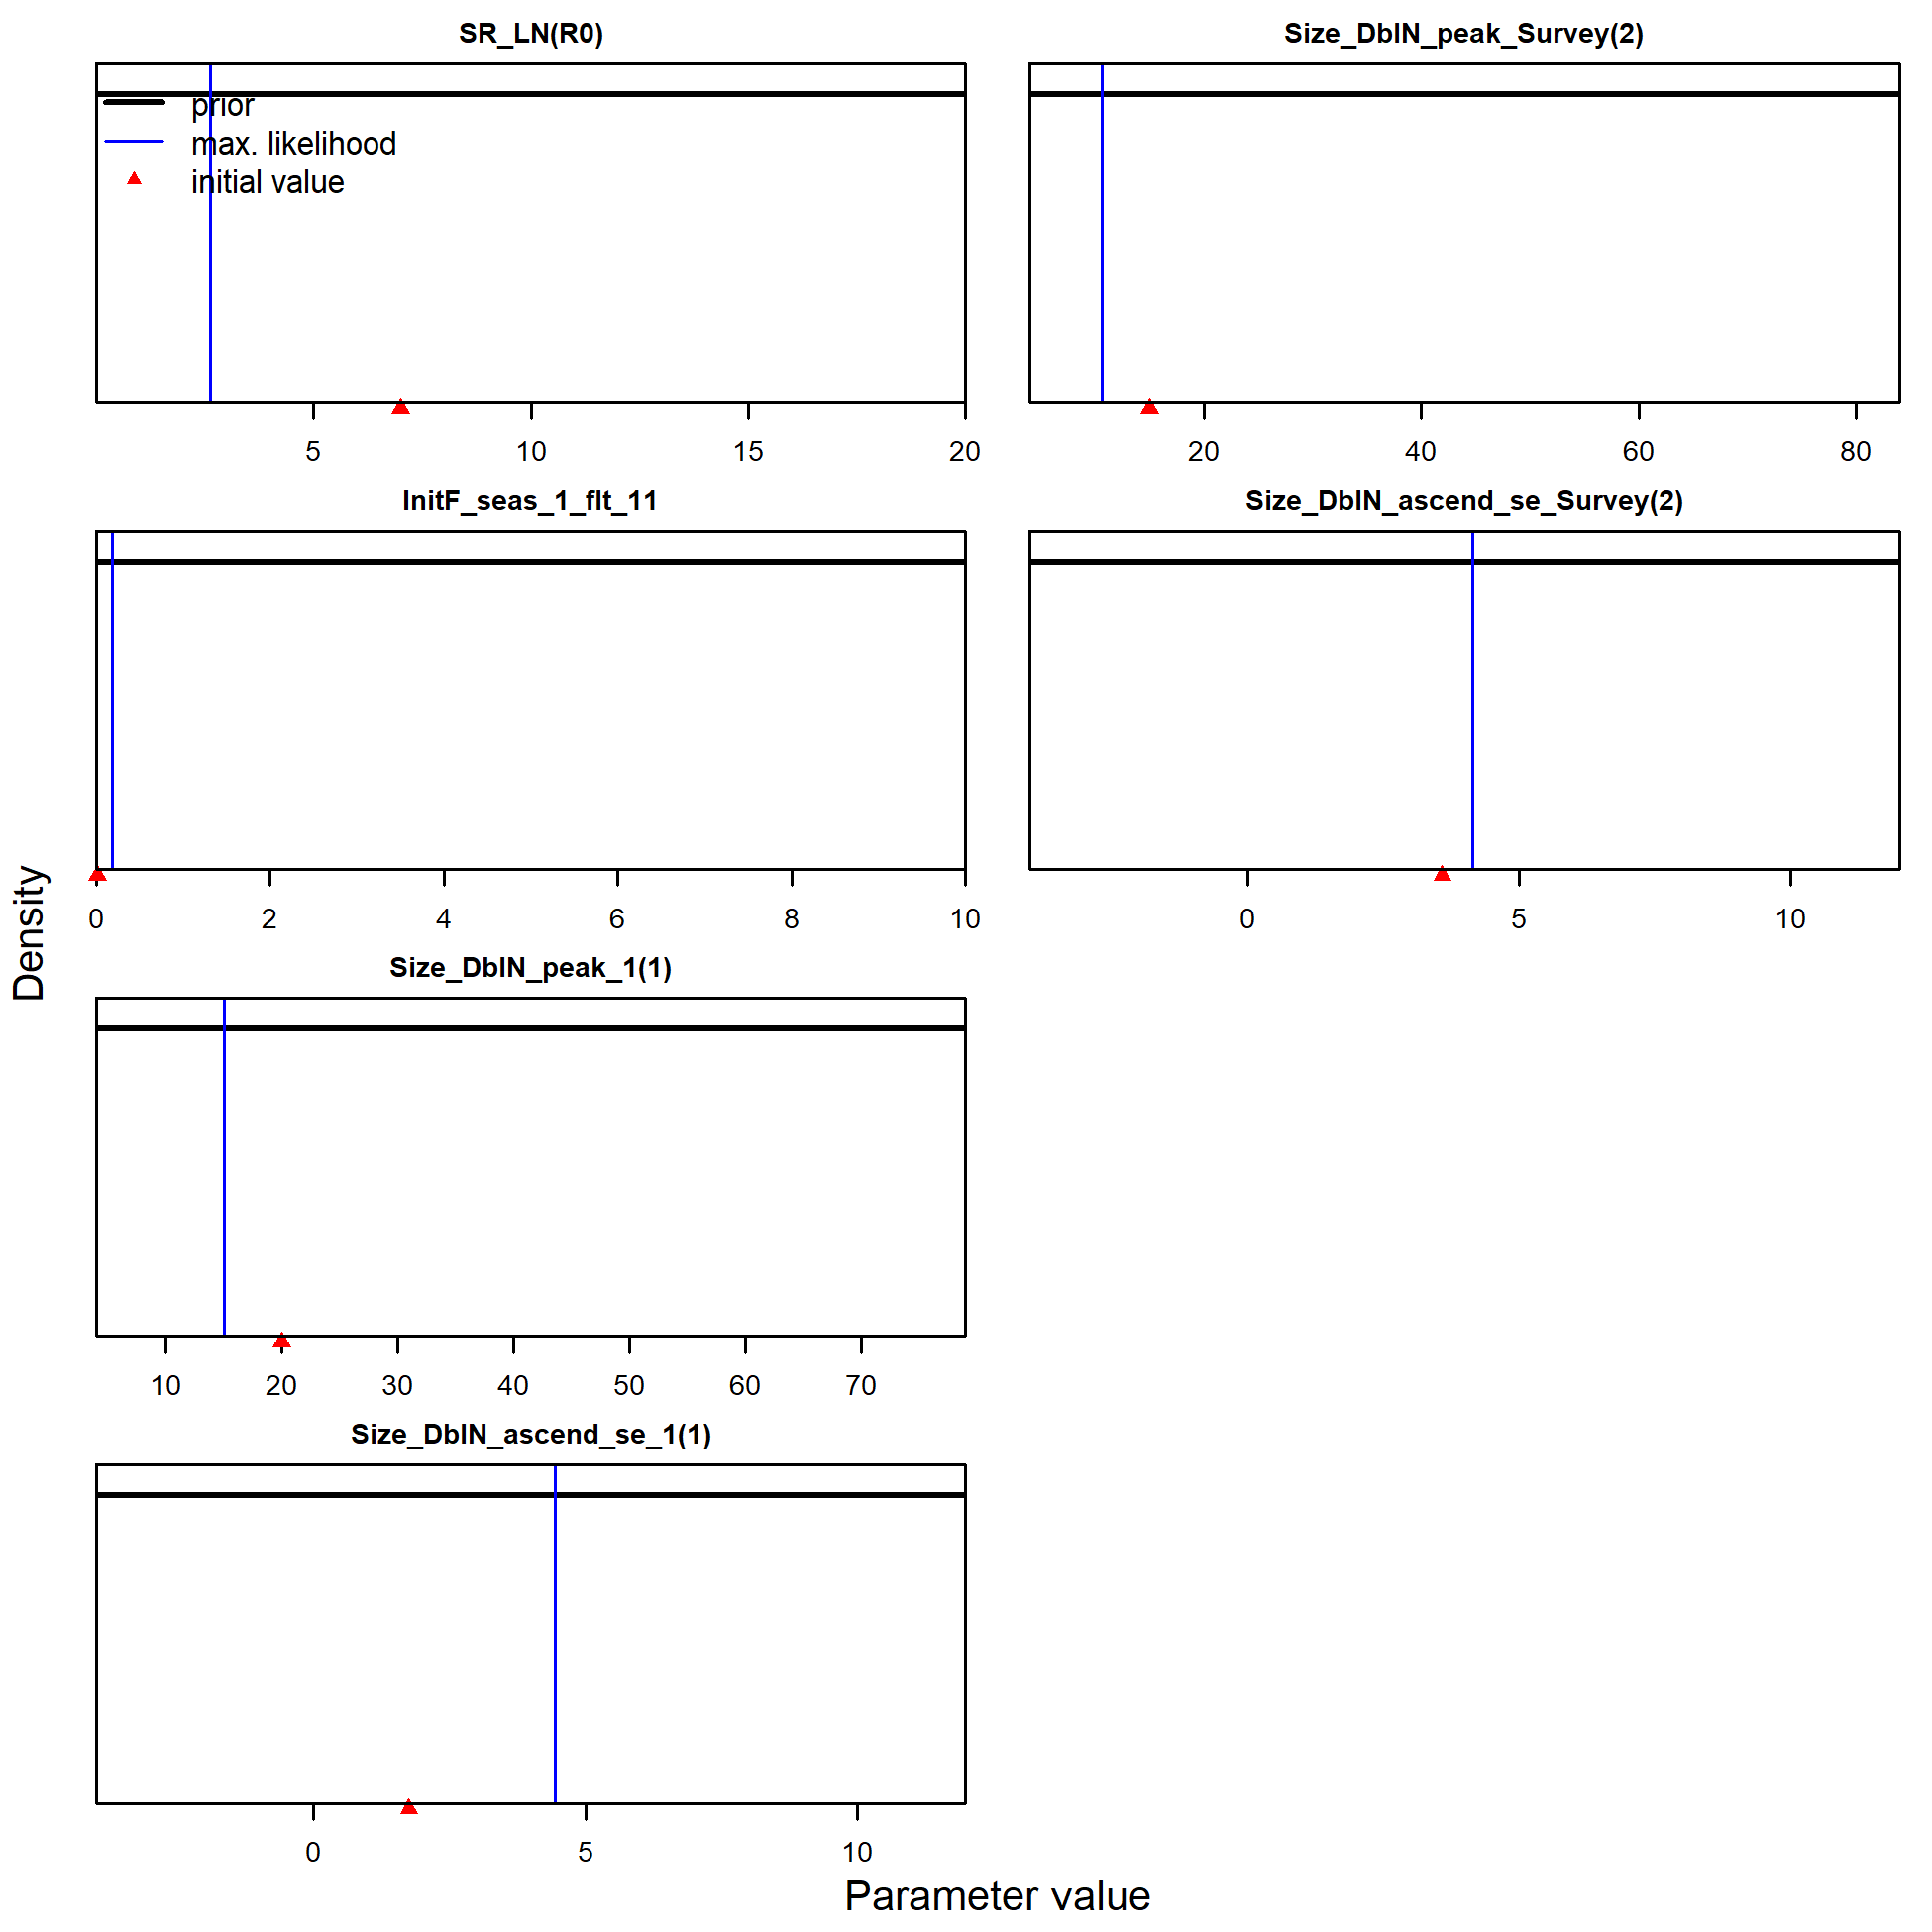 SR_LN(R0)
prior
max. likelihood
initial value
5 10 15 20
Size_DblN_peak_Survey(2)
20 40 60 80
InitF_seas_1_flt_11
0 2 4 6 8 10
Size_DblN_ascend_se_Survey(2)
0 5 10
Size_DblN_peak_1(1)
10 20 30 40 50 60 70
Size_DblN_ascend_se_1(1)
0 5 10
Density
Parameter value